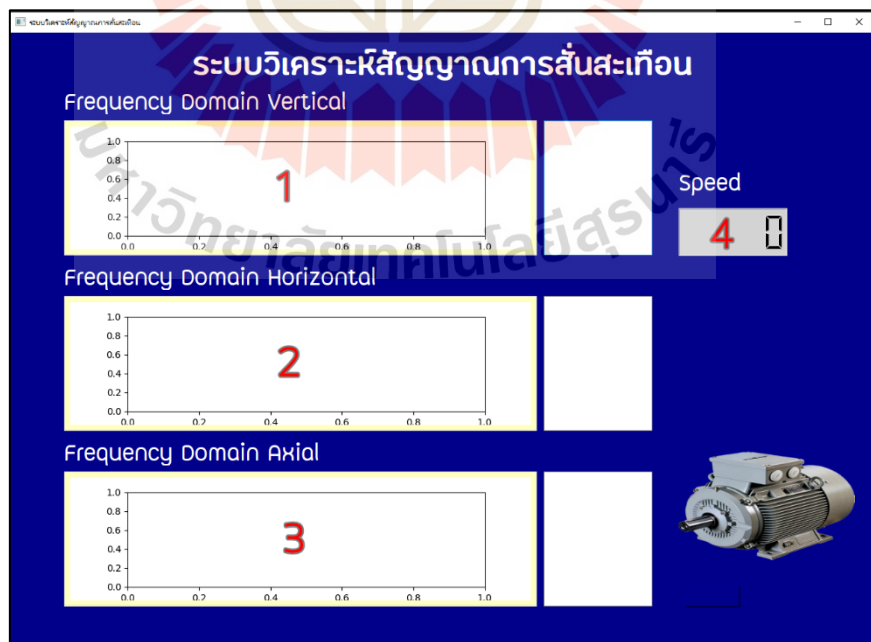 ระบบวิเคราะห์สัญญาณการสั่นสะเทือน
ระบบวิเคราะห์สัญญาณการสั่นสะเทือน
Frequency Domain Vertical
1.0
0.8
0.6
0.4
0.2
0.0
0.0 0.2 0.4 0.6 0.8 1.0
1
Speed
4 0
มหาวิทยาลัยเทคโนโลยีสุรนารี
Frequency Domain Horizontal
1.0
0.8
0.6
0.4
0.2
0.0
0.0 0.2 0.4 0.6 0.8 1.0
2
Frequency Domain Axial
1.0
0.8
0.6
0.4
0.2
0.0
0.0 0.2 0.4 0.6 0.8 1.0
3